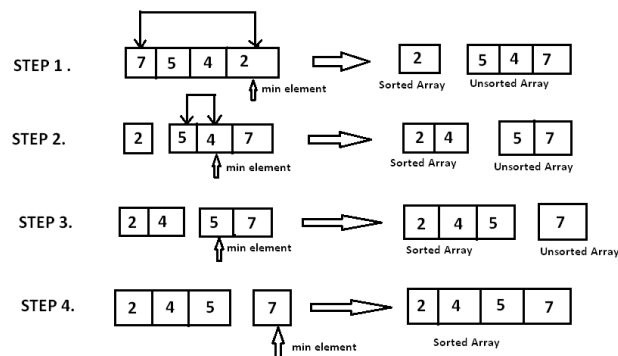 STEP 1. 7 5 4 2 2 5 4 7
min element Sorted Array Unsorted Array
STEP 2. 2 5 4 7 2 4 5 7
min element Sorted Array Unsorted Array
STEP 3. 2 4 5 7 2 4 5 7
min element Sorted Array Unsorted Array
STEP 4. 2 4 5 7 2 4 5 7
min element Sorted Array